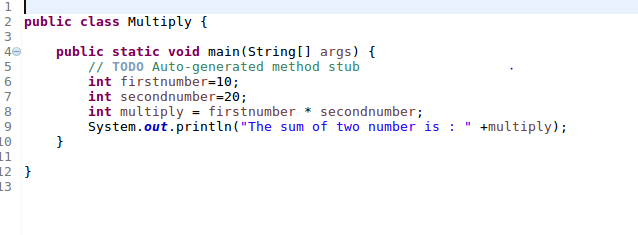 1
2 public class Multiply {
3
4 public static void main(String[] args) {
5 // TODO Auto-generated method stub
6 int firstnumber=10;
7 int secondnumber=20;
8 int multiply = firstnumber * secondnumber;
9 System.out.println("The sum of two number is : " +multiply);
10 }
11
12 }
13